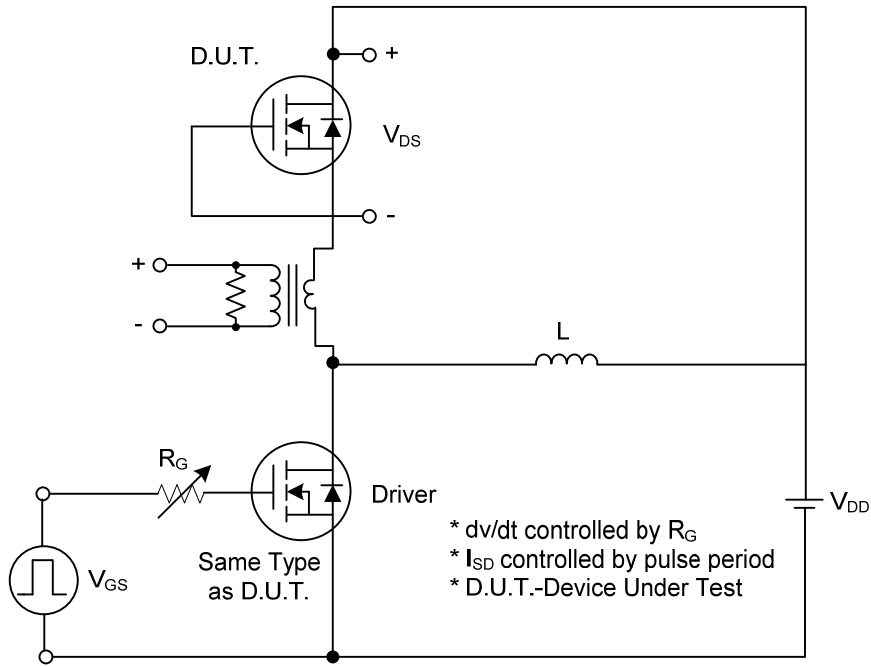 D.U.T.
+
V_DS
-
+
-
L
R_G
Driver
V_DD
Same Type
as D.U.T.
V_GS
* dv/dt controlled by R_G
* I_SD controlled by pulse period
* D.U.T.-Device Under Test